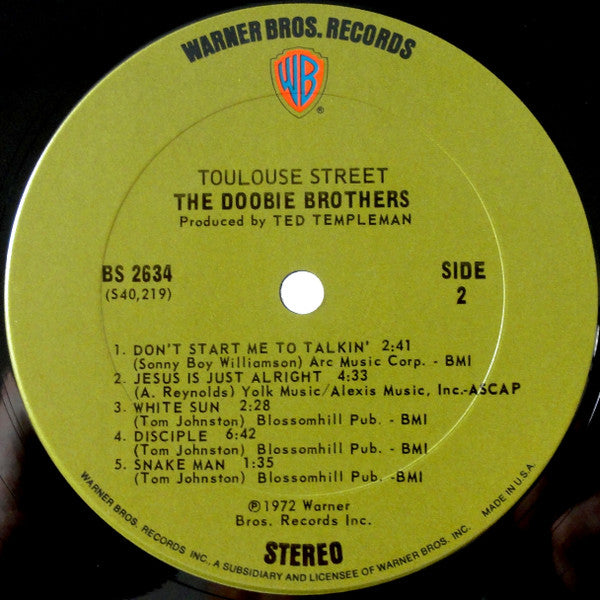 WARNER BROS. RECORDS
WB
®
TOULOUSE STREET
THE DOOBIE BROTHERS
Produced by TED TEMPLEMAN
BS 2634
(S40,219)
SIDE
2
1. DON'T START ME TO TALKIN' 2:41
(Sonny Boy Williamson) Arc Music Corp. - BMI
2. JESUS IS JUST ALRIGHT 4:33
(A. Reynolds) Yolk Music/Alexis Music, Inc.-ASCAP
3. WHITE SUN 2:28
(Tom Johnston) Blossomhill Pub. - BMI
4. DISCIPLE 6:42
(Tom Johnston) Blossomhill Pub. - BMI
5. SNAKE MAN 1:35
(Tom Johnston) Blossomhill Pub. -BMI
℗1972 Warner
Bros. Records Inc.
STEREO
WARNER BROS. RECORDS INC., A SUBSIDIARY AND LICENSEE OF WARNER BROS. INC. MADE IN U.S.A.